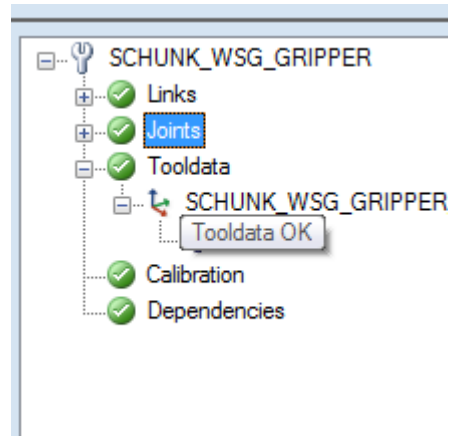 SCHUNK_WSG_GRIPPER
Links
Joints
Tooldata
SCHUNK_WSG_GRIPPER
Tooldata OK
Calibration
Dependencies